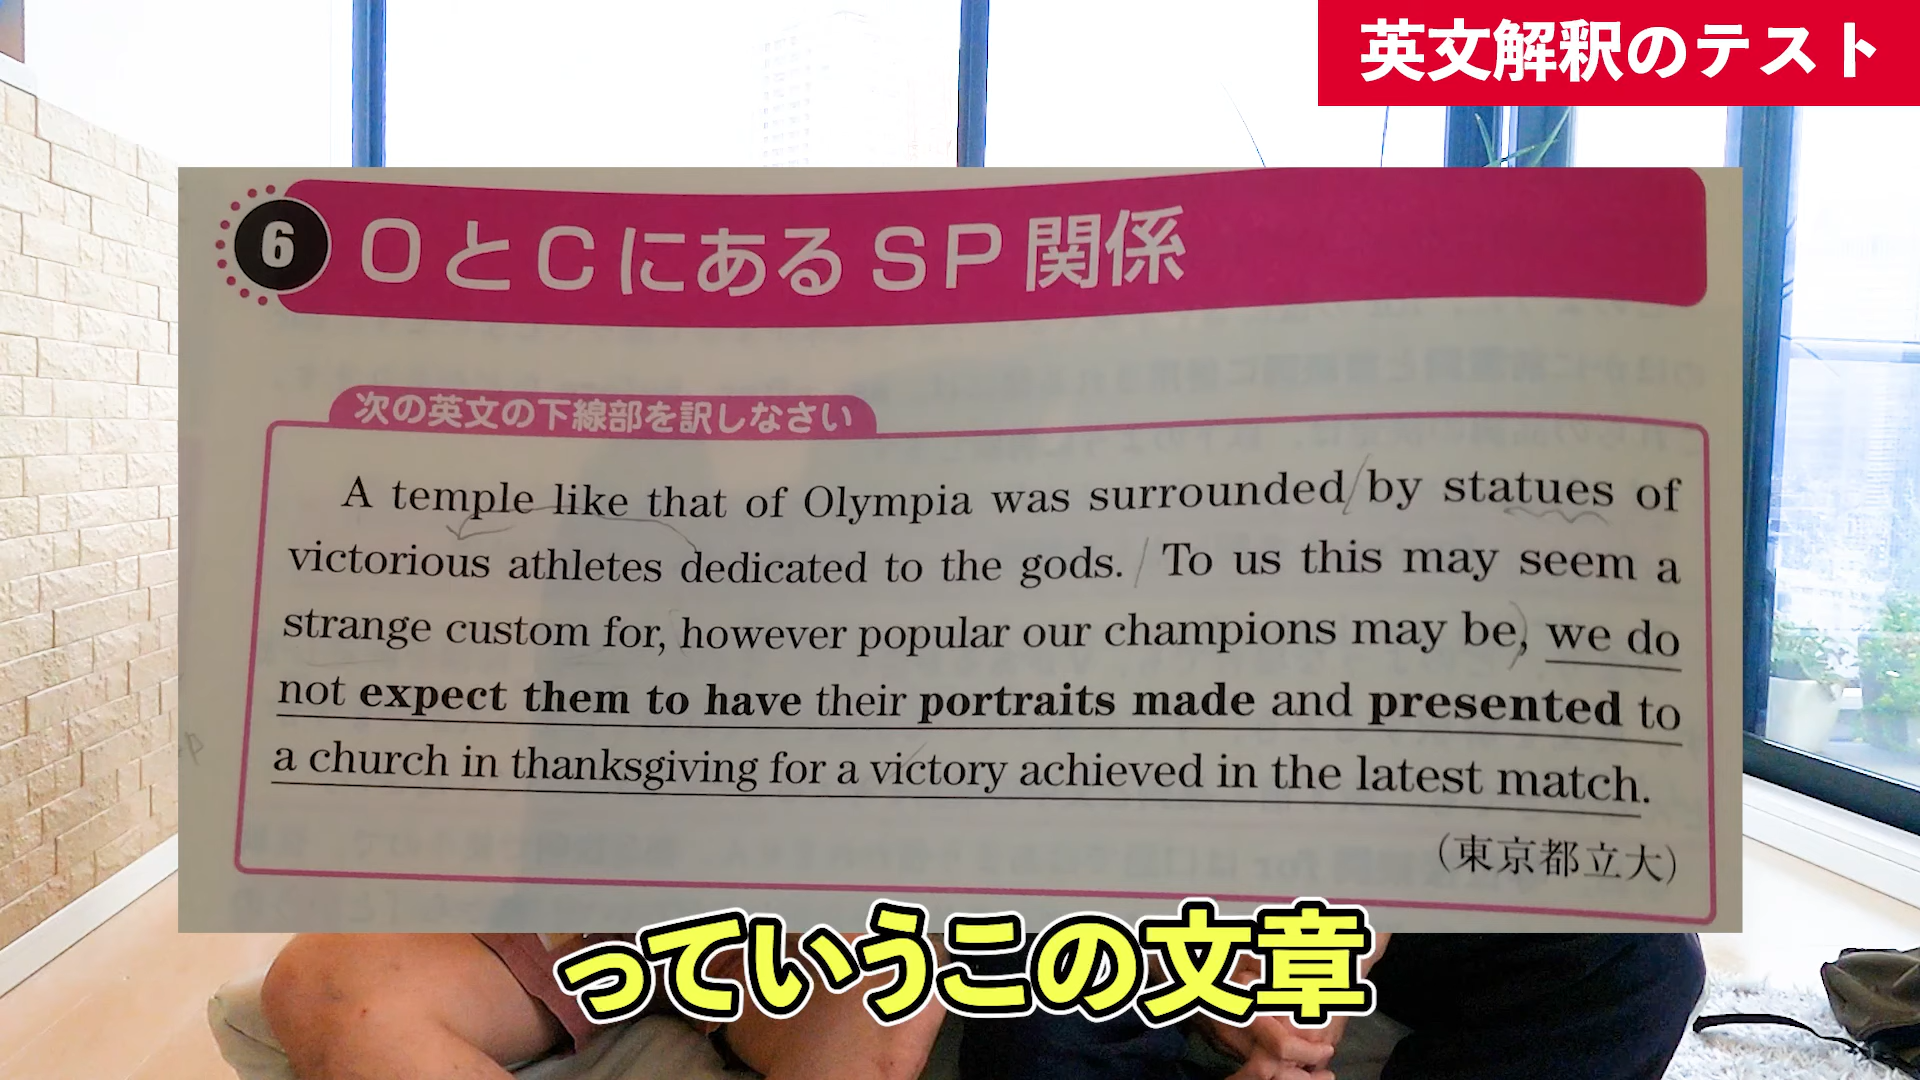 英文解釈のテスト
6 OとCにあるSP関係
次の英文の下線部を訳しなさい
A temple like that of Olympia was surrounded by statues of
victorious athletes dedicated to the gods. To us this may seem a
strange custom for, however popular our champions may be, we do
not expect them to have their portraits made and presented to
a church in thanksgiving for a victory achieved in the latest match.
(東京都立大)
っていうこの文章